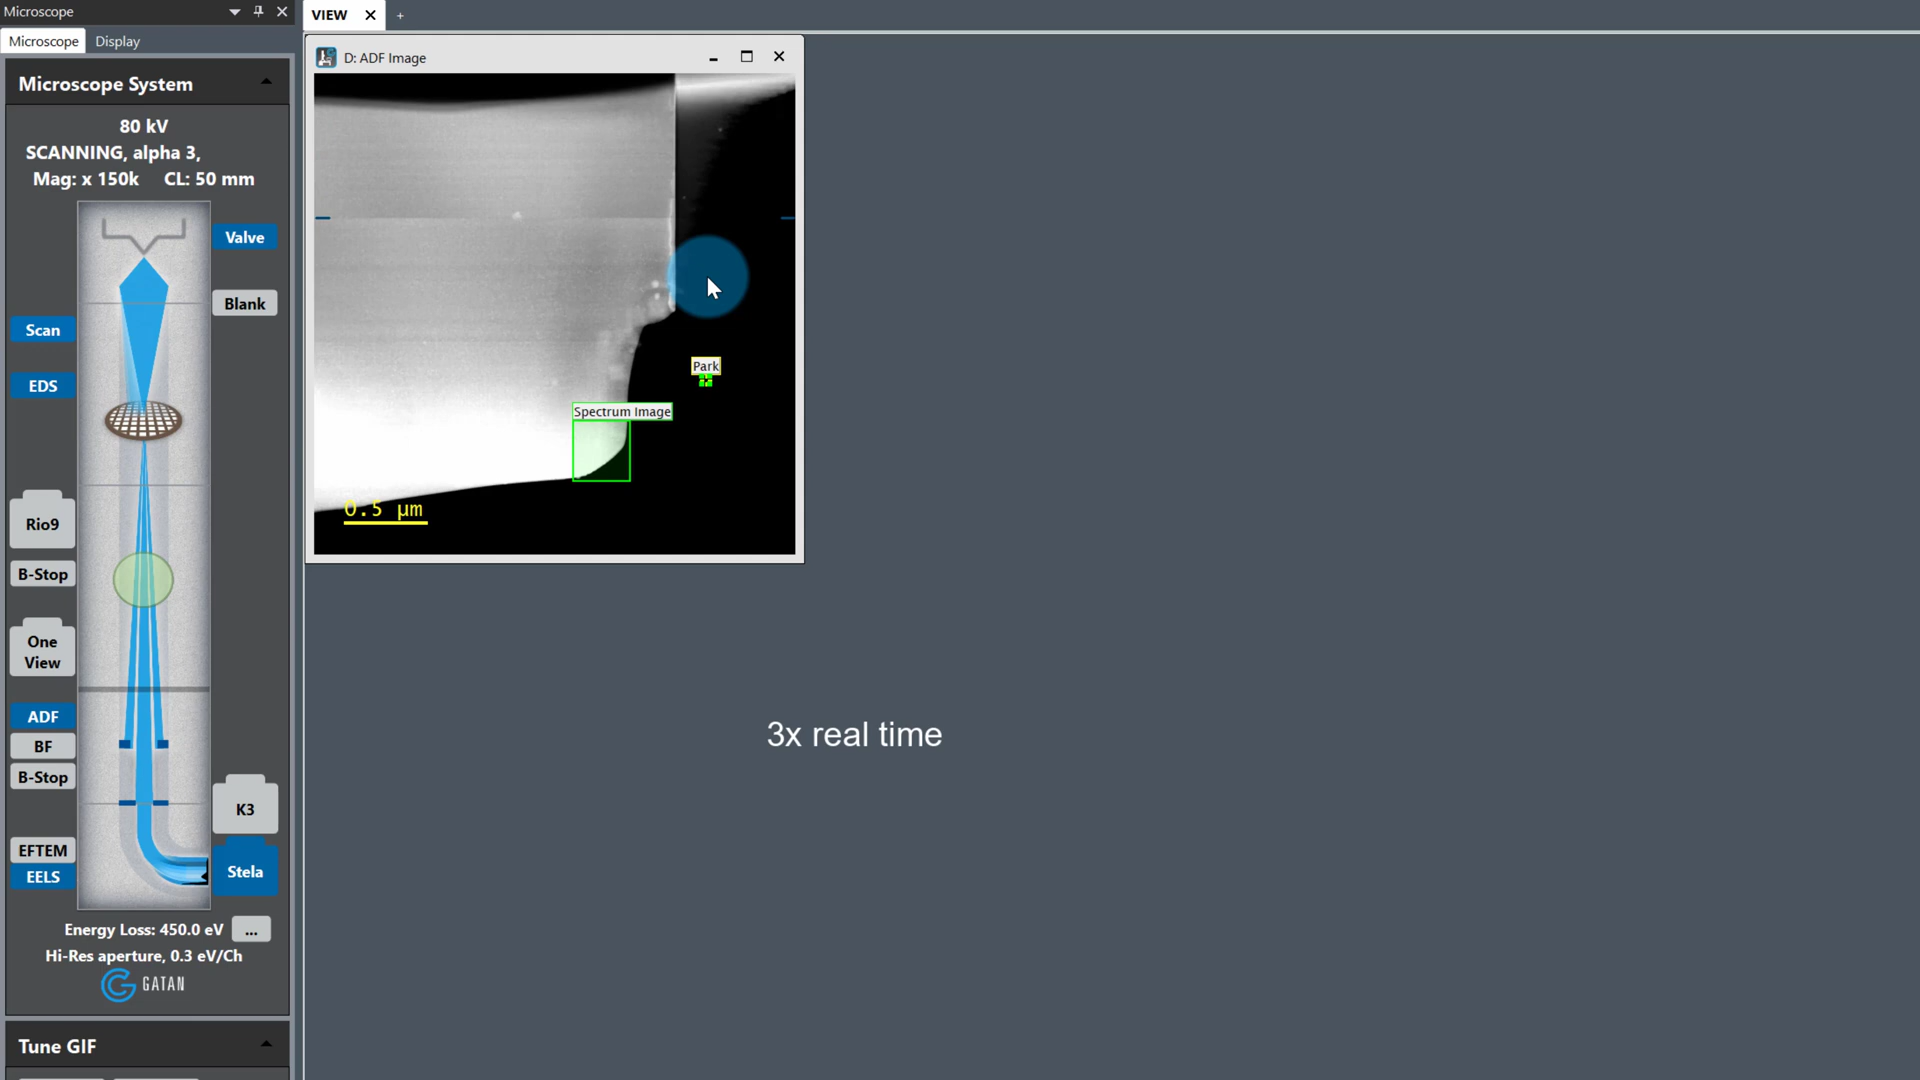 Microscope
Microscope Display
Microscope System
80 kV
SCANNING, alpha 3,
Mag: x 150k CL: 50 mm
Valve
Blank
Scan
EDS
Rio9
B-Stop
One
View
ADF
BF
B-Stop
K3
EFTEM
EELS
Stela
Energy Loss: 450.0 eV ...
Hi-Res aperture, 0.3 eV/Ch
GATAN
Tune GIF
VIEW
D: ADF Image
Park
Spectrum Image
0.5 µm
3x real time